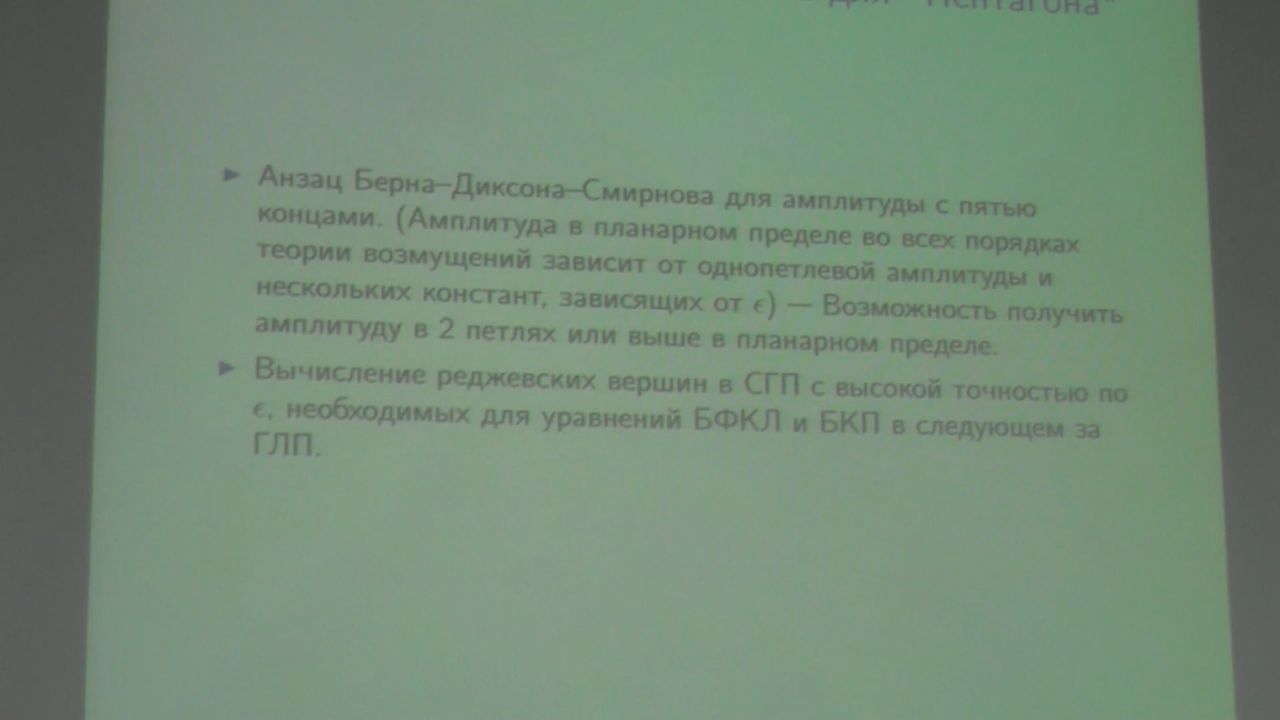 для "Пентагона"
▶ Анзац Берна–Диксона–Смирнова для амплитуды с пятью
концами. (Амплитуда в планарном пределе во всех порядках
теории возмущений зависит от однопетлевой амплитуды и
нескольких констант, зависящих от ϵ) — Возможность получить
амплитуду в 2 петлях или выше в планарном пределе.
▶ Вычисление реджевских вершин в СГП с высокой точностью по
ϵ, необходимых для уравнений БФКЛ и БКП в следующем за
ГЛП.